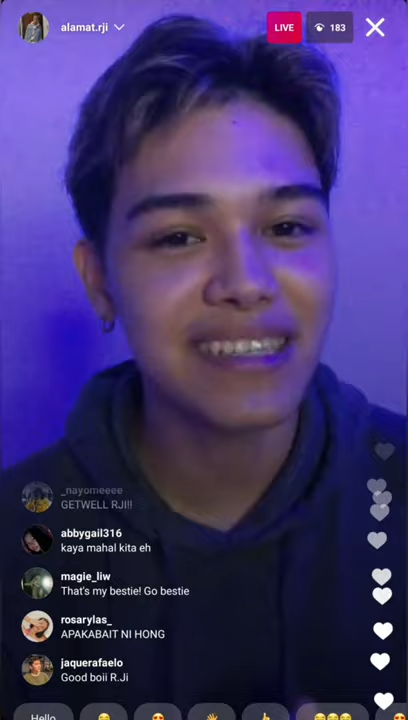 alamat.rji
LIVE
183
_nayomeeee
GETWELL RJI!!
abbygail316
kaya mahal kita eh
magie_liw
That's my bestie! Go bestie
rosarylas_
APAKABAIT NI HONG
jaquerafaelo
Good boii R.Ji
Hello